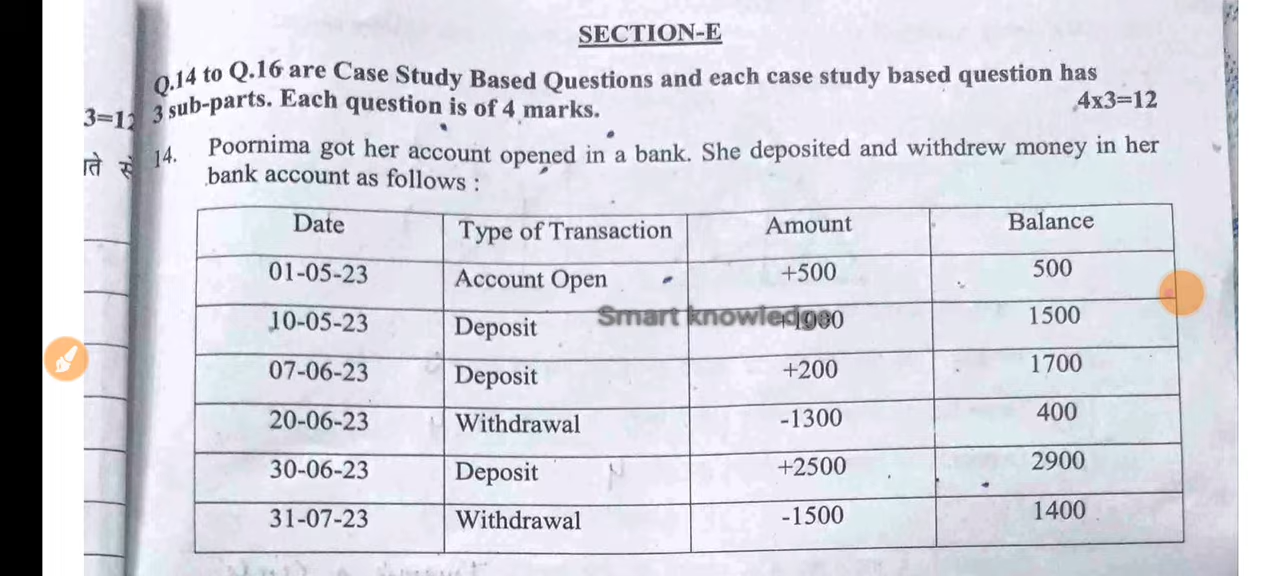 SECTION-E
Q.14 to Q.16 are Case Study Based Questions and each case study based question has
3 sub-parts. Each question is of 4 marks. 4x3=12
3=12
ते से
14. Poornima got her account opened in a bank. She deposited and withdrew money in her
bank account as follows :
Date Type of Transaction Amount Balance
01-05-23 Account Open +500 500
10-05-23 Deposit 1500
Smart knowledge
07-06-23 Deposit +200 1700
20-06-23 Withdrawal -1300 400
30-06-23 Deposit +2500 2900
31-07-23 Withdrawal -1500 1400